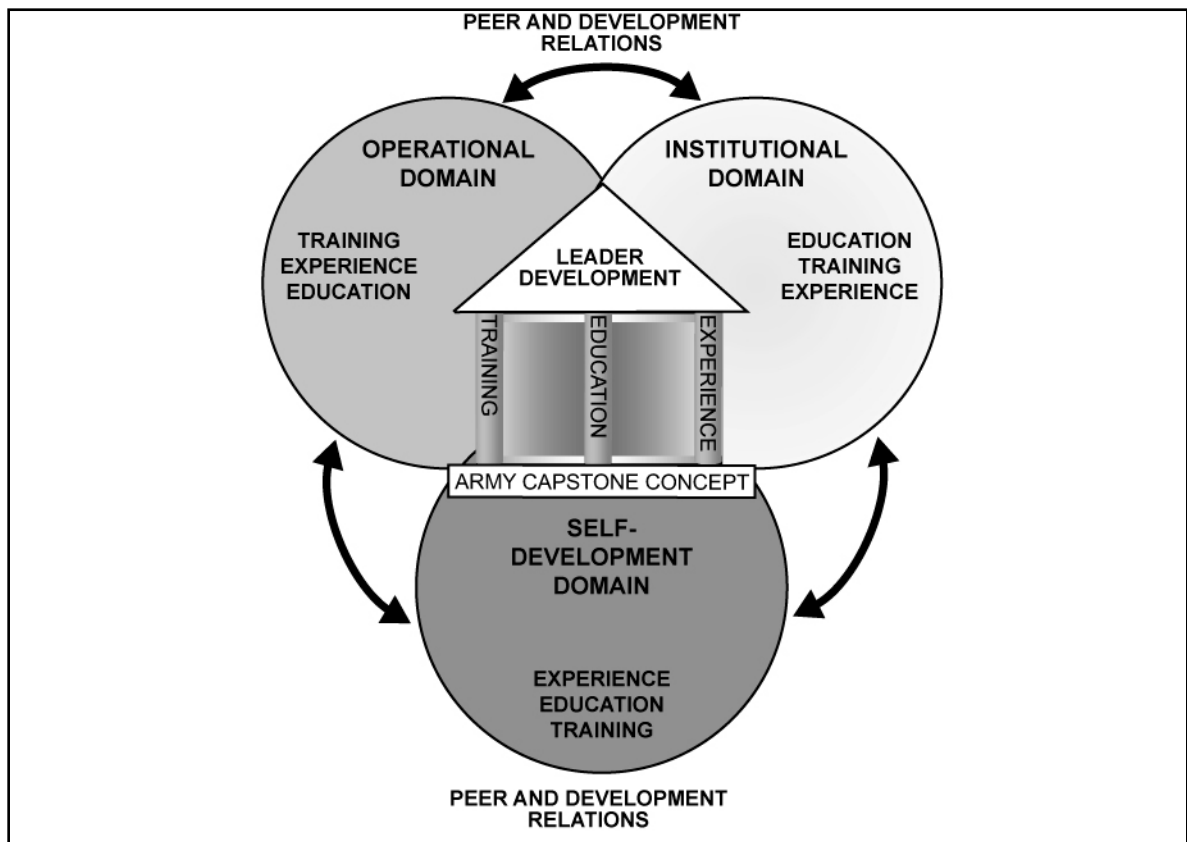 PEER AND DEVELOPMENT
RELATIONS
OPERATIONAL
DOMAIN
INSTITUTIONAL
DOMAIN
TRAINING
EXPERIENCE
EDUCATION
EDUCATION
TRAINING
EXPERIENCE
LEADER
DEVELOPMENT
TRAINING
EDUCATION
EXPERIENCE
ARMY CAPSTONE CONCEPT
SELF-
DEVELOPMENT
DOMAIN
EXPERIENCE
EDUCATION
TRAINING
PEER AND DEVELOPMENT
RELATIONS